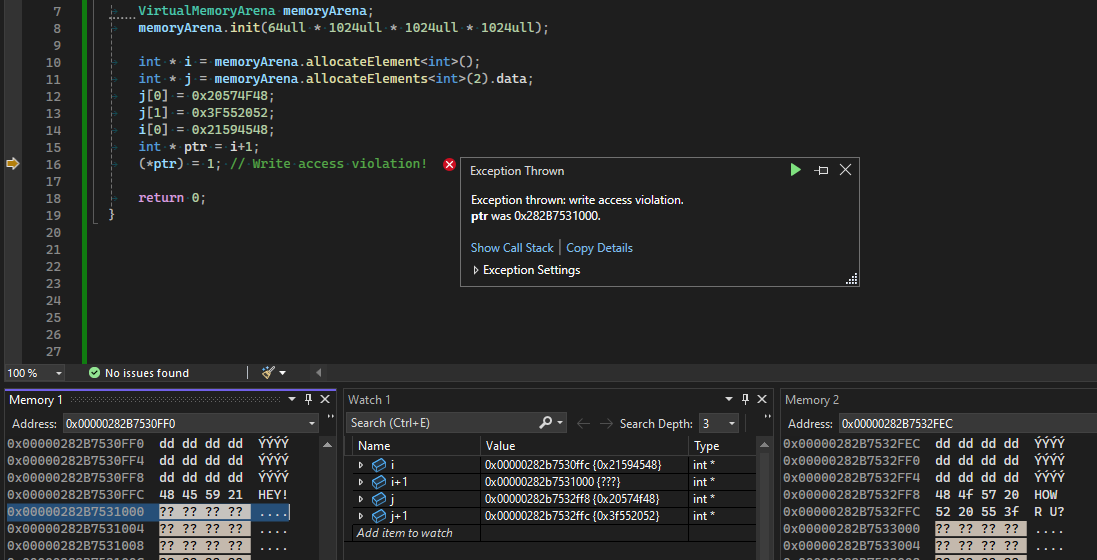 7 VirtualMemoryArena memoryArena;
8 memoryArena.init(64ull * 1024ull * 1024ull * 1024ull);
9
10 int * i = memoryArena.allocateElement<int>();
11 int * j = memoryArena.allocateElements<int>(2).data;
12 j[0] = 0x20574F48;
13 j[1] = 0x3F552052;
14 i[0] = 0x21594548;
15 int * ptr = i+1;
16 (*ptr) = 1; // Write access violation!
17
18 return 0;
19 }
20
21
22
23
24
25
26
27
Exception Thrown
Exception thrown: write access violation.
ptr was 0x282B7531000.
Show Call Stack | Copy Details
Exception Settings
100 % No issues found
Memory 1
Address: 0x00000282B7530FF0
0x00000282B7530FF0 dd dd dd dd ÝÝÝÝ
0x00000282B7530FF4 dd dd dd dd ÝÝÝÝ
0x00000282B7530FF8 dd dd dd dd ÝÝÝÝ
0x00000282B7530FFC 48 45 59 21 HEY!
0x00000282B7531000 ?? ?? ?? ?? ....
0x00000282B7531004 ?? ?? ?? ?? ....
0x00000282B7531008 ?? ?? ?? ?? ....
Watch 1
Search (Ctrl+E) Search Depth: 3
Name Value Type
i 0x00000282b7530ffc {0x21594548} int *
i+1 0x00000282b7531000 {???} int *
j 0x00000282b7532ff8 {0x20574f48} int *
j+1 0x00000282b7532ffc {0x3f552052} int *
Add item to watch
Memory 2
Address: 0x00000282B7532FEC
0x00000282B7532FEC dd dd dd dd ÝÝÝÝ
0x00000282B7532FF0 dd dd dd dd ÝÝÝÝ
0x00000282B7532FF4 dd dd dd dd ÝÝÝÝ
0x00000282B7532FF8 48 4f 57 20 HOW
0x00000282B7532FFC 52 20 55 3f R U?
0x00000282B7533000 ?? ?? ?? ?? ....
0x00000282B7533004 ?? ?? ?? ?? ....